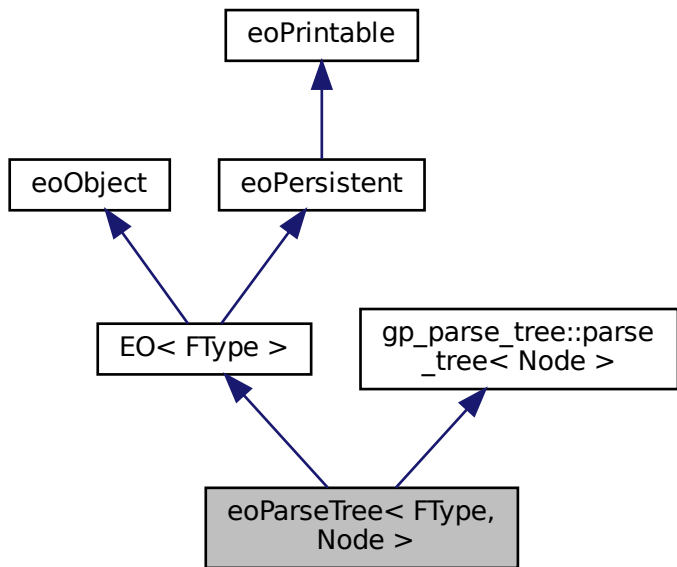 eoPrintable
eoObject
eoPersistent
EO< FType >
gp_parse_tree::parse
_tree< Node >
eoParseTree< FType,
Node >